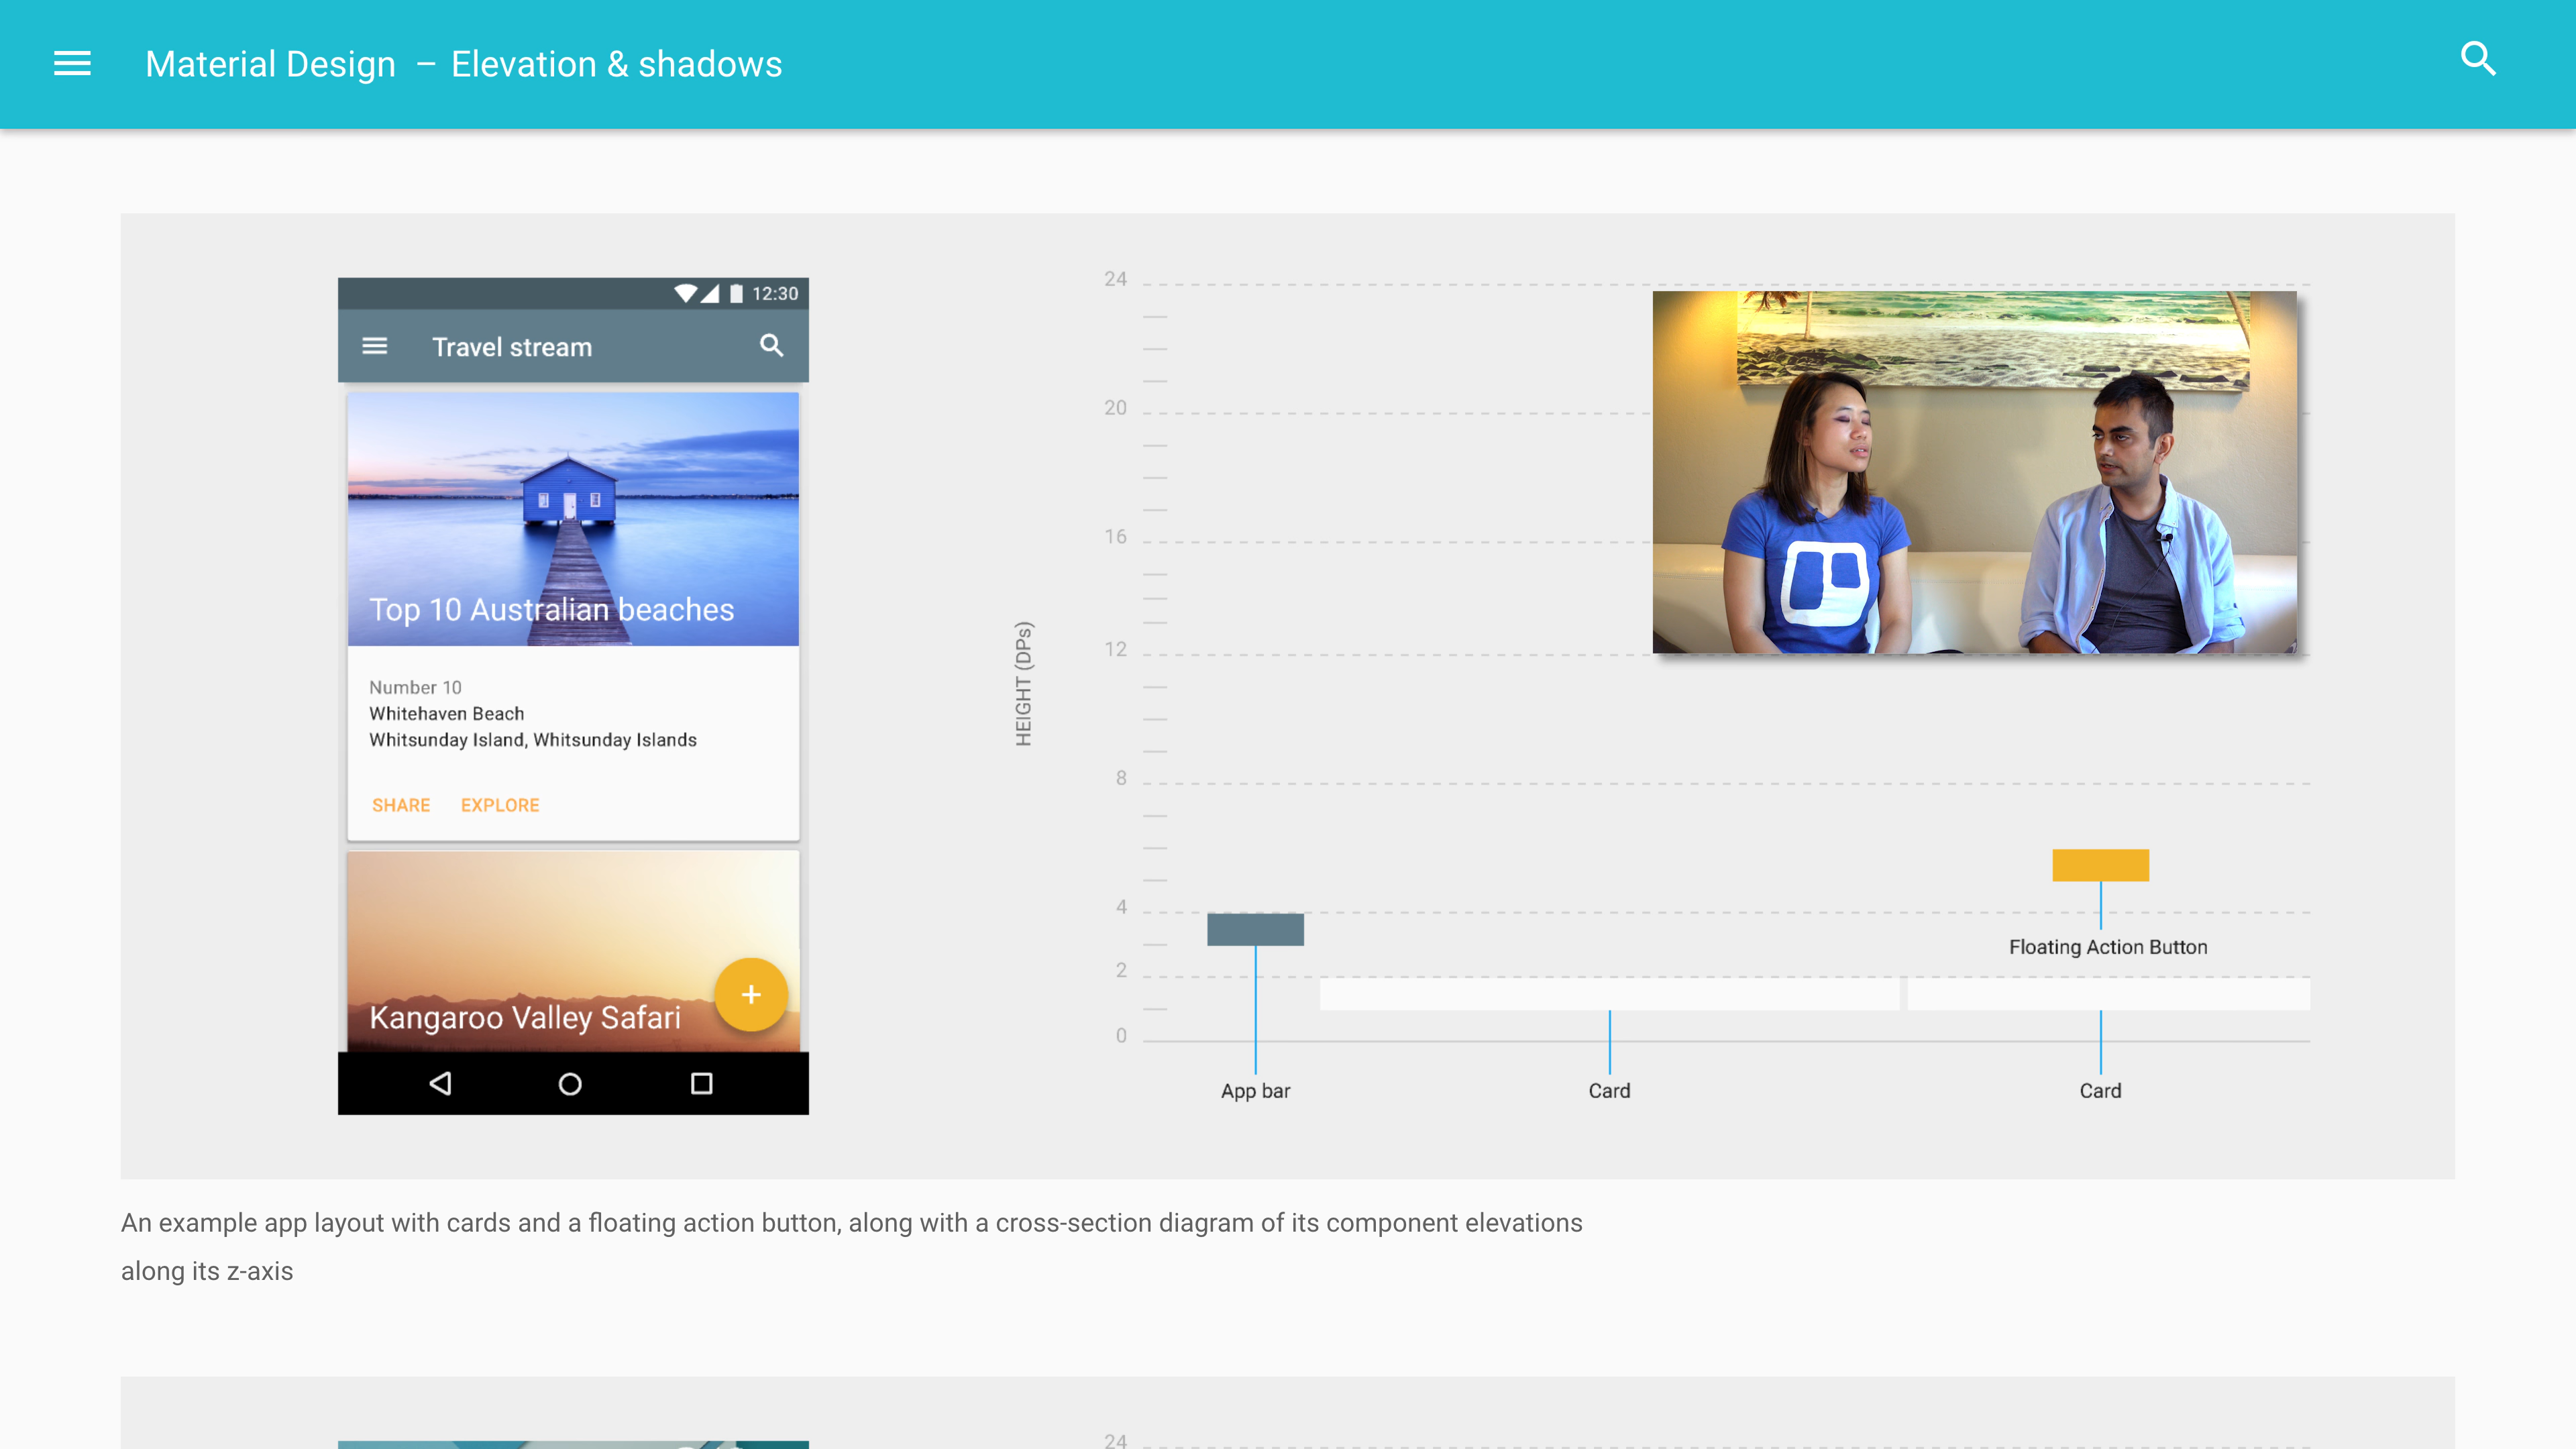 Material Design – Elevation & shadows
12:30
Travel stream
Top 10 Australian beaches
Number 10
Whitehaven Beach
Whitsunday Island, Whitsunday Islands
SHARE EXPLORE
Kangaroo Valley Safari
HEIGHT (DPs)
24
20
16
12
8
4
2
0
Floating Action Button
App bar
Card
Card
An example app layout with cards and a floating action button, along with a cross-section diagram of its component elevations
along its z-axis
24